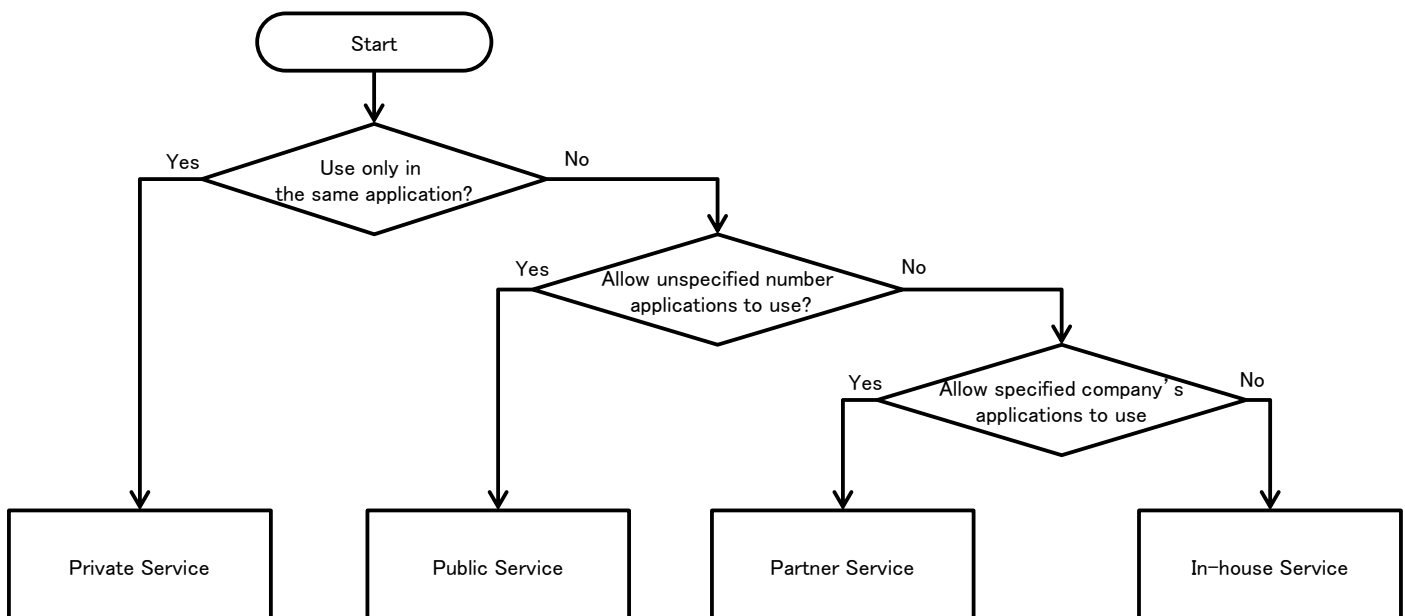 Start
Yes
Use only in
the same application?
No
Yes
Allow unspecified number
applications to use?
No
Yes
Allow specified company’s
applications to use
No
Private Service
Public Service
Partner Service
In-house Service